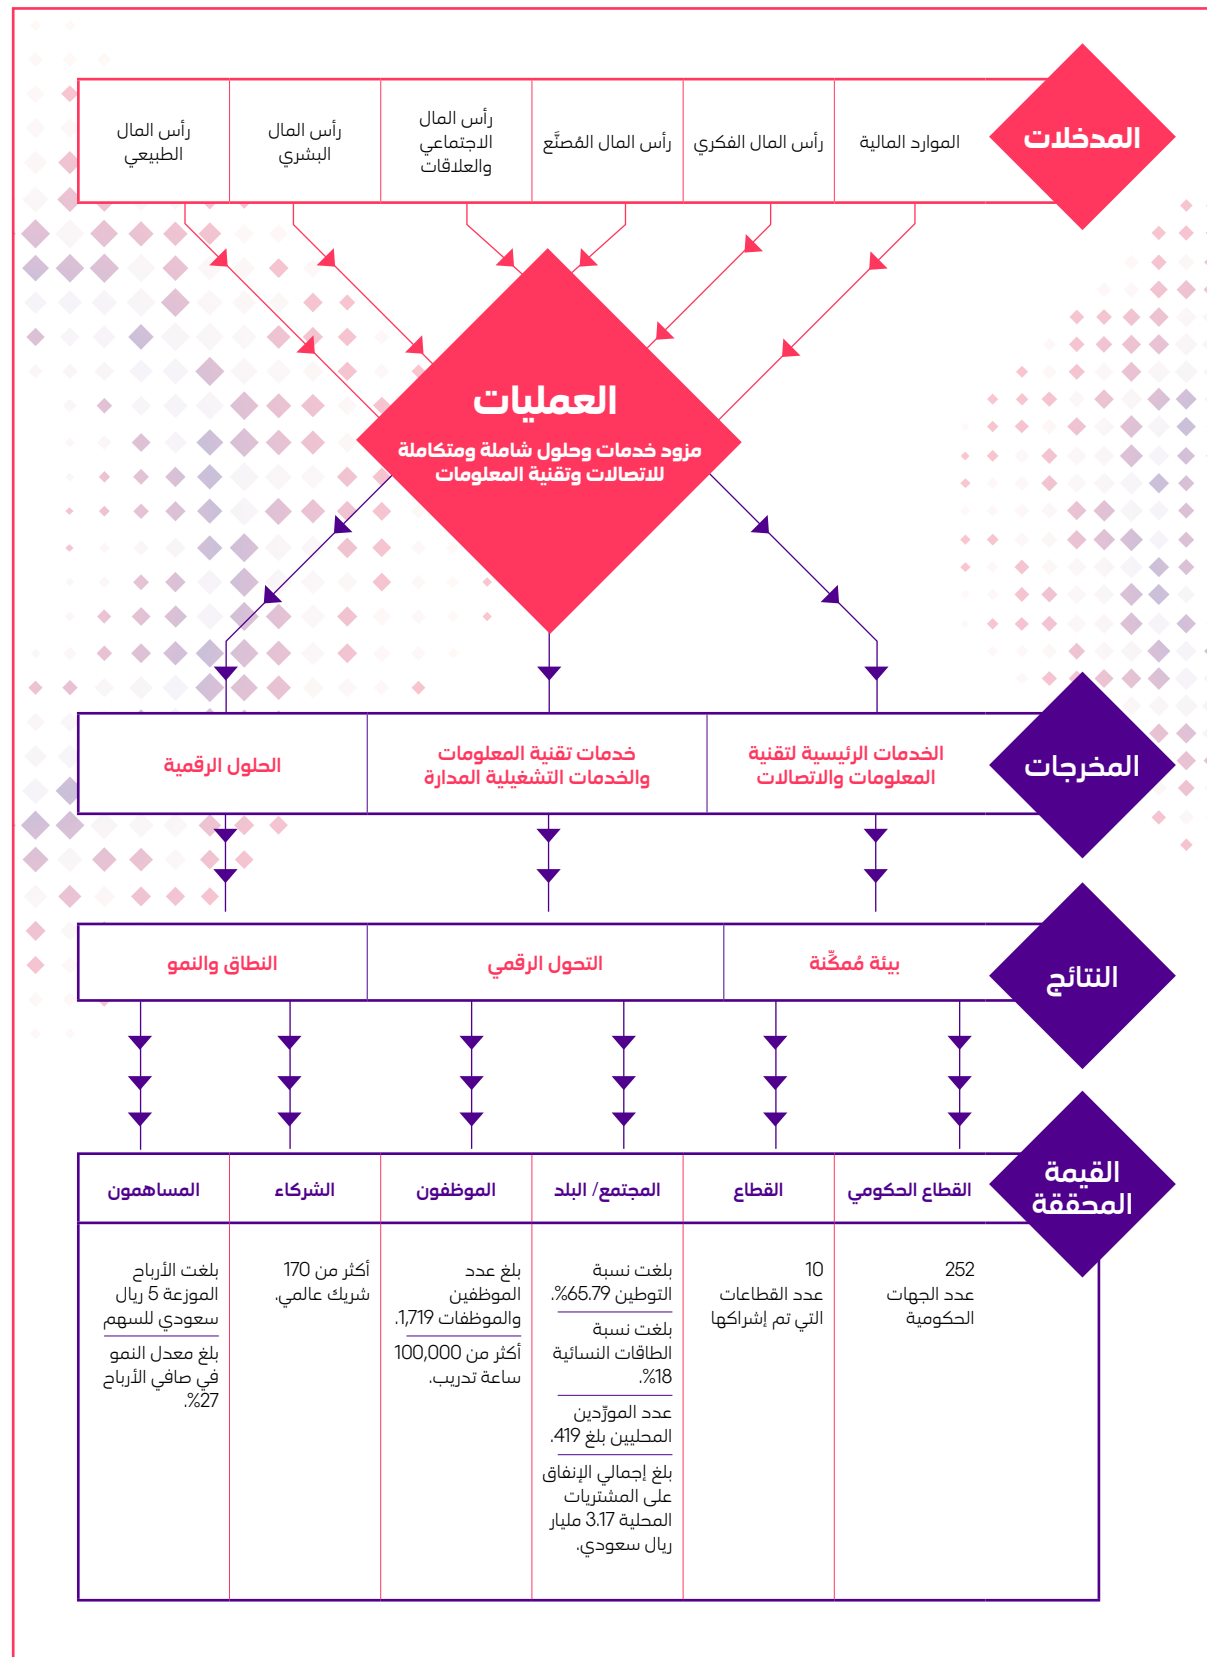 المدخلات
الموارد المالية
رأس المال الفكري
رأس المال المُصنَّع
رأس المال
الاجتماعي
والعلاقات
رأس المال
البشري
رأس المال
الطبيعي
العمليات
مزود خدمات وحلول شاملة ومتكاملة
للاتصالات وتقنية المعلومات
المخرجات
الخدمات الرئيسية لتقنية
المعلومات والاتصالات
خدمات تقنية المعلومات
والخدمات التشغيلية المدارة
الحلول الرقمية
النتائج
بيئة مُمكِّنة
التحول الرقمي
النطاق والنمو
القيمة
المحققة
القطاع الحكومي
252
عدد الجهات
الحكومية
القطاع
10
عدد القطاعات
التي تم إشراكها
المجتمع/ البلد
بلغت نسبة
التوطين 65.79%.
بلغت نسبة
الطاقات النسائية
18%.
عدد المورِّدين
المحليين بلغ 419.
بلغ إجمالي الإنفاق
على المشتريات
المحلية 3.17 مليار
ريال سعودي.
الموظفون
بلغ عدد
الموظفين
والموظفات 1,719.
أكثر من 100,000
ساعة تدريب.
الشركاء
أكثر من 170
شريك عالمي.
المساهمون
بلغت الأرباح
الموزعة 5 ريال
سعودي للسهم
بلغ معدل النمو
في صافي الأرباح
27%.